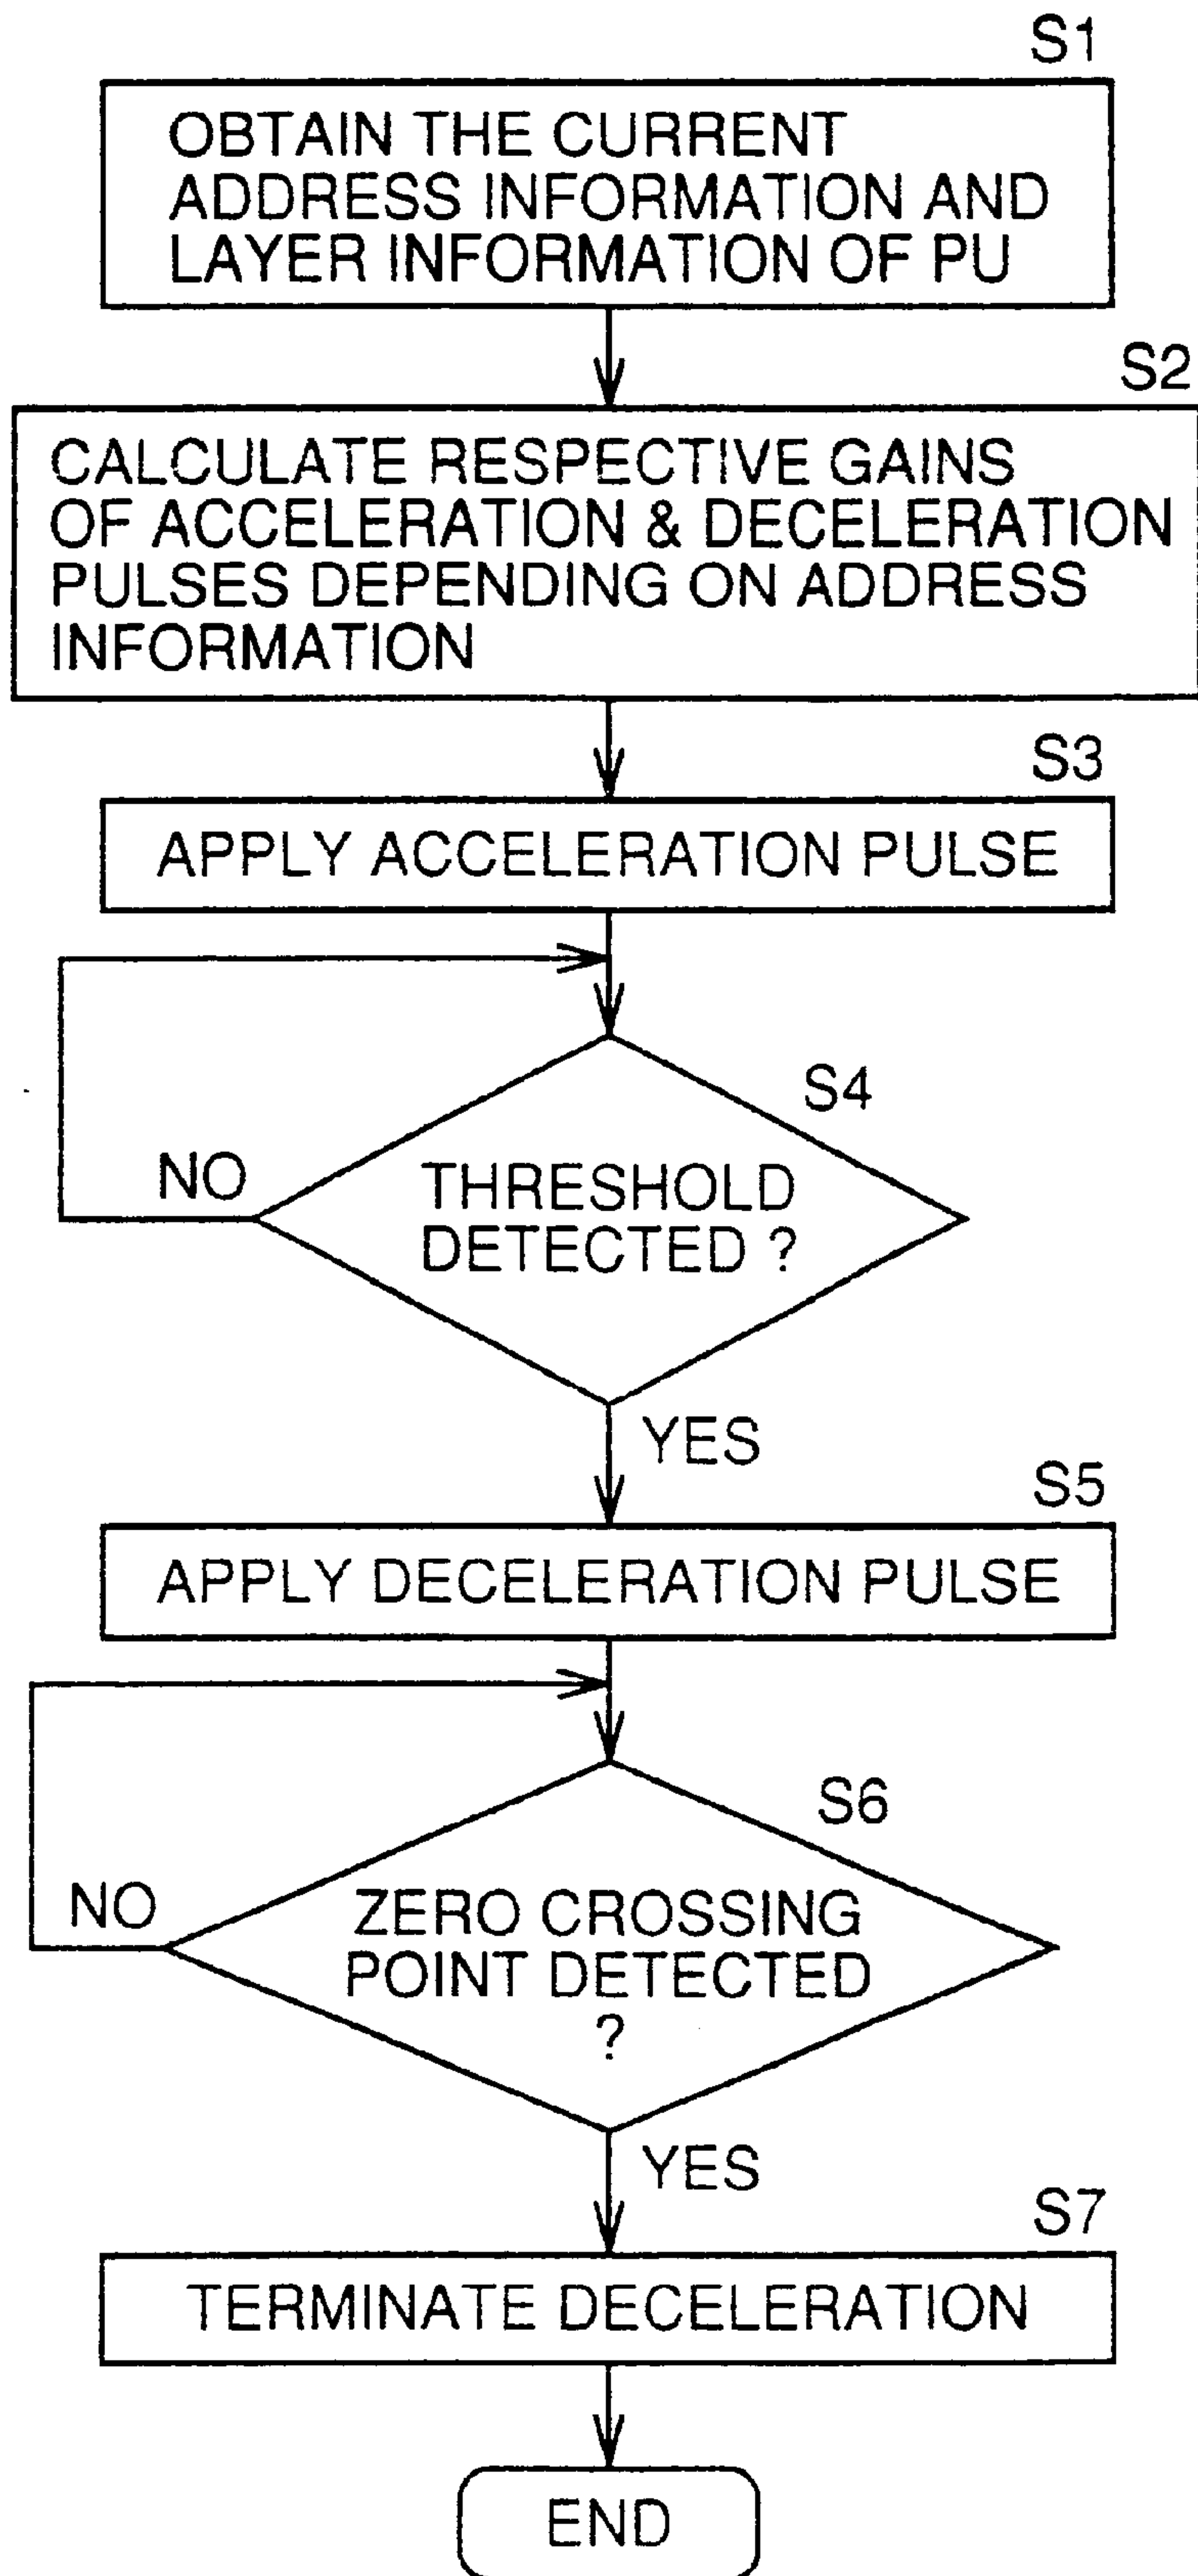 S1
OBTAIN THE CURRENT
ADDRESS INFORMATION AND
LAYER INFORMATION OF PU
S2
CALCULATE RESPECTIVE GAINS
OF ACCELERATION & DECELERATION
PULSES DEPENDING ON ADDRESS
INFORMATION
S3
APPLY ACCELERATION PULSE
S4
NO
THRESHOLD
DETECTED ?
YES
S5
APPLY DECELERATION PULSE
S6
NO
ZERO CROSSING
POINT DETECTED
?
YES
S7
TERMINATE DECELERATION
END